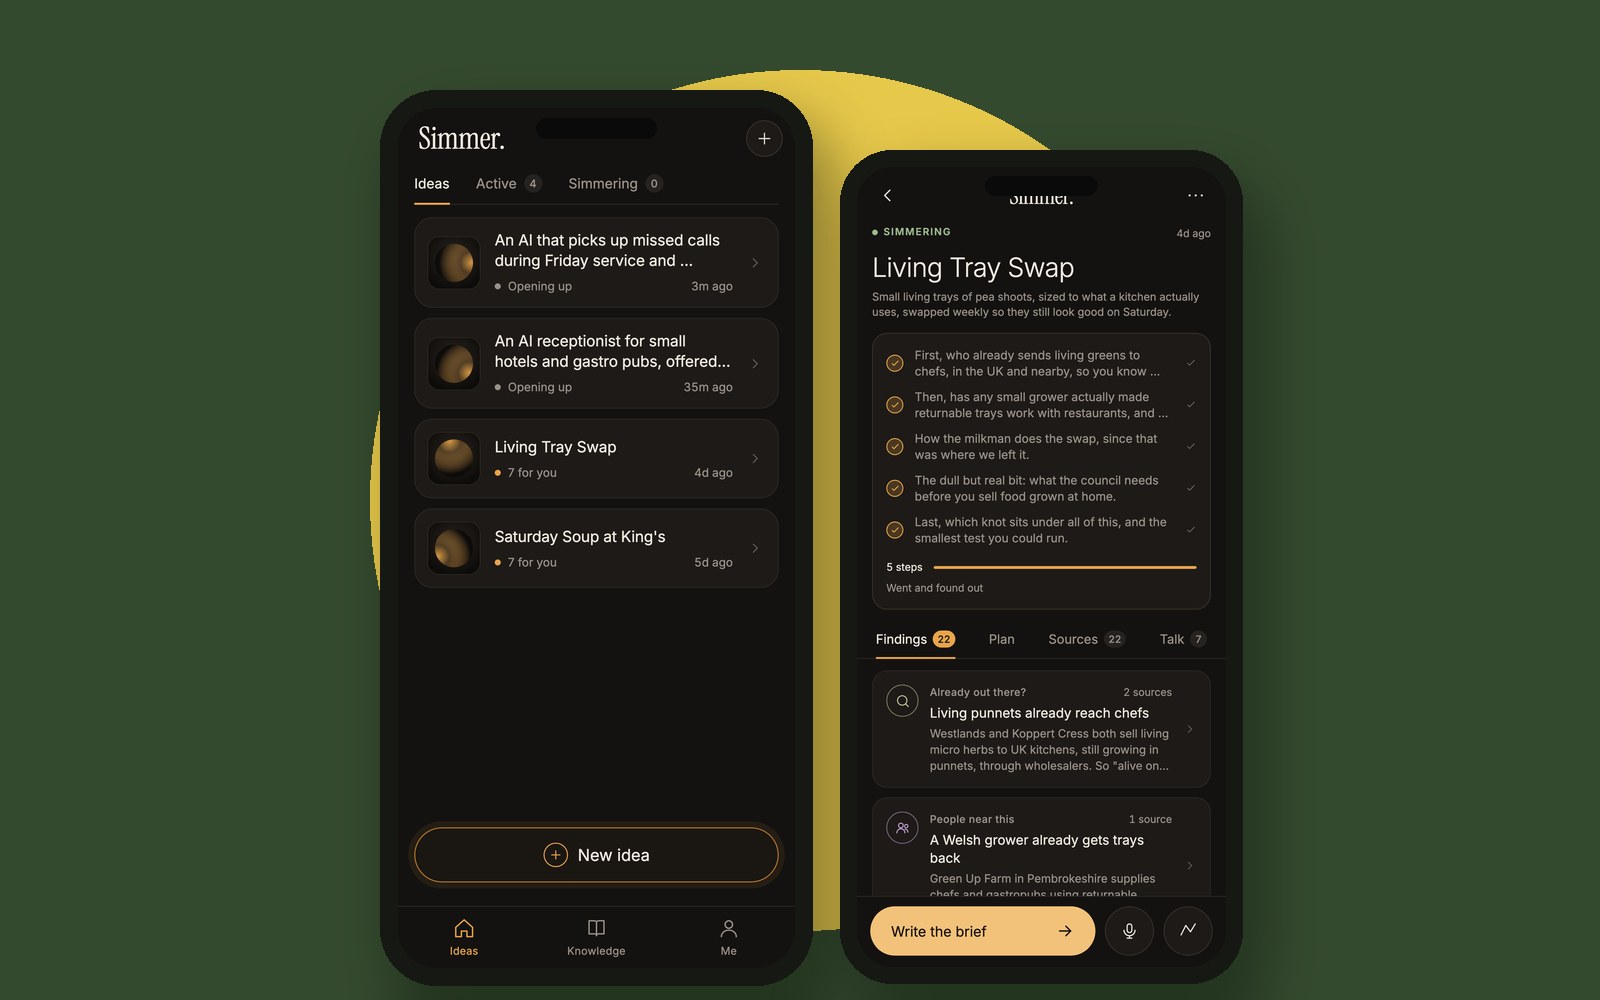 Simmer.
Ideas
Active 4
Simmering 0
An AI that picks up missed calls
during Friday service and ...
Opening up
3m ago
An AI receptionist for small
hotels and gastro pubs, offered...
Opening up
35m ago
Living Tray Swap
7 for you
4d ago
Saturday Soup at King's
7 for you
5d ago
New idea
Ideas
Knowledge
Me
Simmer.
SIMMERING
4d ago
Living Tray Swap
Small living trays of pea shoots, sized to what a kitchen actually
uses, swapped weekly so they still look good on Saturday.
First, who already sends living greens to
chefs, in the UK and nearby, so you know ...
Then, has any small grower actually made
returnable trays work with restaurants, and ...
How the milkman does the swap, since that
was where we left it.
The dull but real bit: what the council needs
before you sell food grown at home.
Last, which knot sits under all of this, and the
smallest test you could run.
5 steps
Went and found out
Findings 22
Plan
Sources 22
Talk 7
Already out there?
2 sources
Living punnets already reach chefs
Westlands and Koppert Cress both sell living
micro herbs to UK kitchens, still growing in
punnets, through wholesalers. So "alive on...
People near this
1 source
A Welsh grower already gets trays
back
Green Up Farm in Pembrokeshire supplies
chefs and gastropubs using returnable
Write the brief